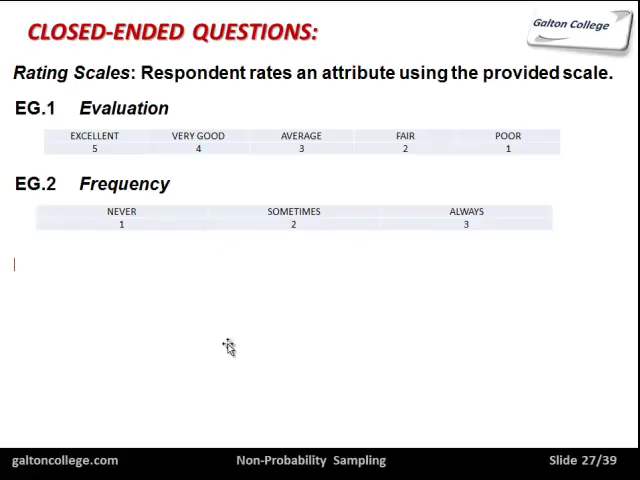 CLOSED-ENDED QUESTIONS:
Galton College
Rating Scales: Respondent rates an attribute using the provided scale.
EG.1 Evaluation
EXCELLENT VERY GOOD AVERAGE FAIR POOR
5 4 3 2 1
EG.2 Frequency
NEVER SOMETIMES ALWAYS
1 2 3
galtoncollege.com Non-Probability Sampling Slide 27/39